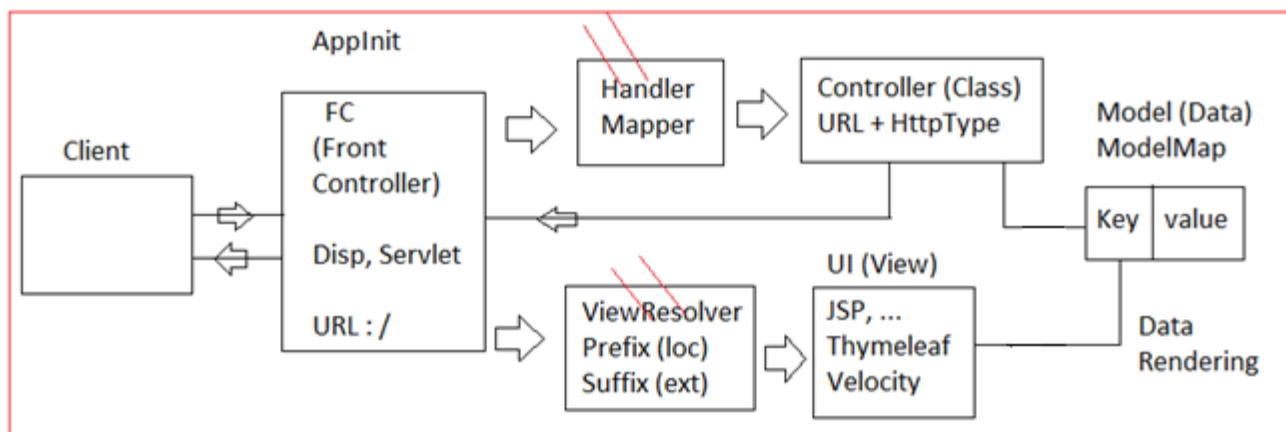 AppInit
Client
FC
(Front
Controller)
Disp, Servlet
URL : /
Handler
Mapper
Controller (Class)
URL + HttpType
Model (Data)
ModelMap
Key value
ViewResolver
Prefix (loc)
Suffix (ext)
UI (View)
JSP, ...
Thymeleaf
Velocity
Data
Rendering